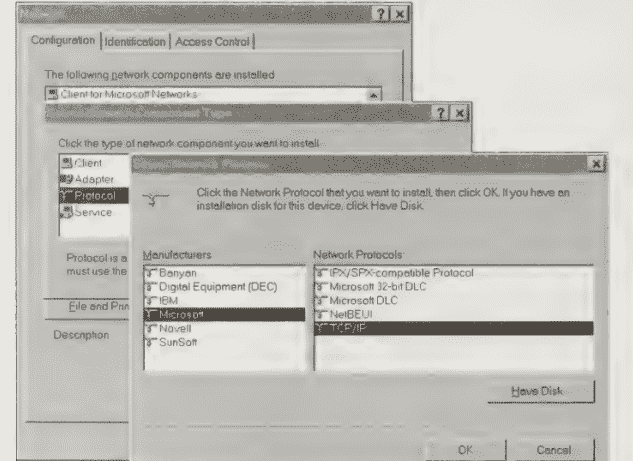 Configuration Identification Access Control
The following network components are installed
Client for Microsoft Networks
Click the type of network component you want to install
Client
Adapter
Protocol
Service
Protocol is a
must use the
File and Prin
Description
Click the Network Protocol that you want to install, then click OK. If you have an
installation disk for this device, click Have Disk.
Manufacturers
Banyan
Digital Equipment (DEC)
IBM
Microsoft
Novell
SunSoft
Network Protocols
IPX/SPX-compatible Protocol
Microsoft 32-bit DLC
Microsoft DLC
NetBEUI
TCP/IP
Have Disk
OK
Cancel